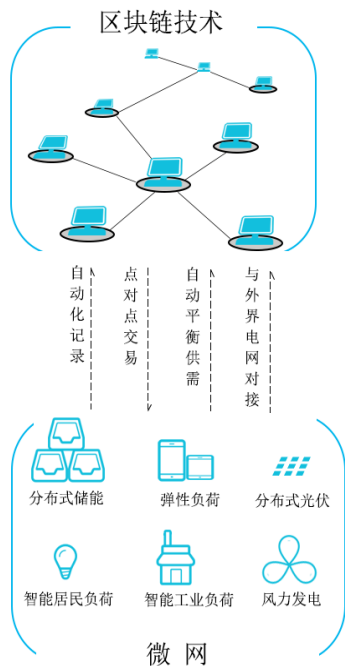 区块链技术
自动化记录
点对点交易
自动平衡供需
与外界电网对接
分布式储能
弹性负荷
分布式光伏
智能居民负荷
智能工业负荷
风力发电
微网